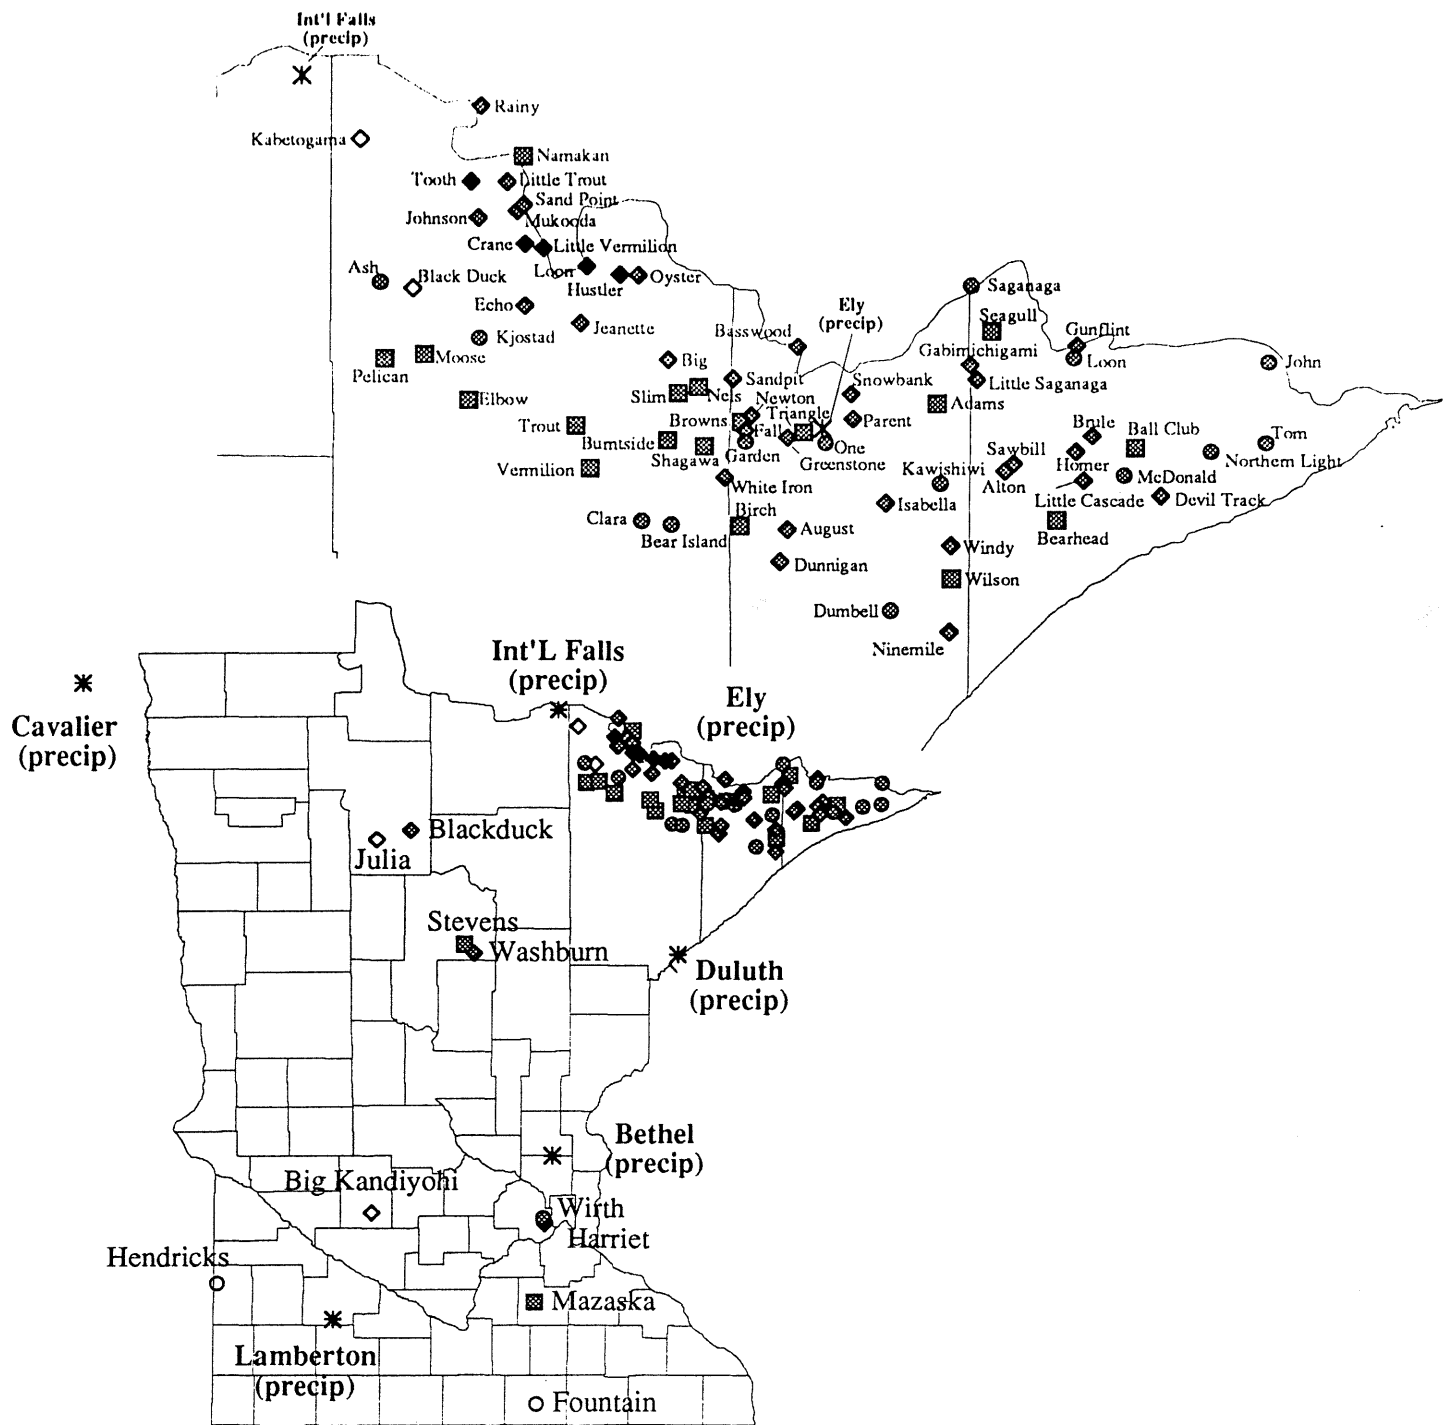 Int'l Falls
(precip)
Rainy
Kabetogama
Namakan
Tooth
Little Trout
Sand Point
Johnson
Mukooda
Crane
Little Vermilion
Ash
Black Duck
Loon
Hustler
Oyster
Saganaga
Echo
Ely
(precip)
Seagull
Kjostad
Jeanette
Basswood
Gunflint
Gabimichigami
Loon
John
Moose
Pelican
Big
Sandpit
Snowbank
Little Saganaga
Elbow
Slim
Nels
Newton
Adams
Trout
Browns
Triangle
Parent
Brule
Ball Club
Tom
Burntside
Fall
One
Sawbill
Shagawa
Garden
Greenstone
Homer
Northern Light
Vermilion
Kawishiwi
McDonald
White Iron
Alton
Isabella
Little Cascade
Devil Track
Birch
Clara
August
Bear Island
Bearhead
Windy
Dunnigan
Wilson
Dumbell
Ninemile
Int'L Falls
(precip)
Ely
(precip)
Cavalier
(precip)
Blackduck
Julia
Stevens
Washburn
Duluth
(precip)
Bethel
(precip)
Big Kandiyohi
Wirth
Harriet
Hendricks
Mazaska
Lamberton
(precip)
Fountain